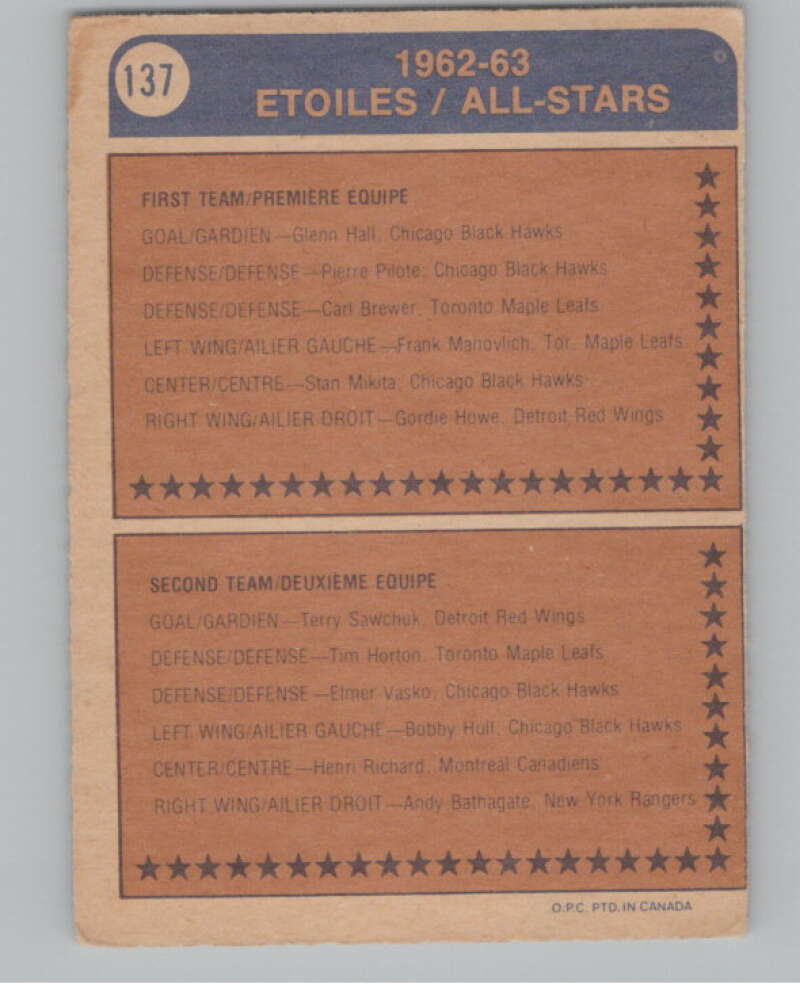 137
1962-63
ETOILES / ALL-STARS
FIRST TEAM/PREMIÈRE EQUIPE
GOAL/GARDIEN—Glenn Hall, Chicago Black Hawks
DEFENSE/DEFENSE—Pierre Pilote, Chicago Black Hawks
DEFENSE/DEFENSE—Carl Brewer, Toronto Maple Leafs
LEFT WING/AILIER GAUCHE—Frank Manovlich, Tor. Maple Leafs
CENTER/CENTRE—Stan Mikita, Chicago Black Hawks
RIGHT WING/AILIER DROIT—Gordie Howe, Detroit Red Wings
SECOND TEAM/DEUXIÈME EQUIPE
GOAL/GARDIEN—Terry Sawchuk, Detroit Red Wings
DEFENSE/DEFENSE—Tim Horton, Toronto Maple Leafs
DEFENSE/DEFENSE—Elmer Vasko, Chicago Black Hawks
LEFT WING/AILIER GAUCHE—Bobby Hull, Chicago Black Hawks
CENTER/CENTRE—Henri Richard, Montreal Canadiens
RIGHT WING/AILIER DROIT—Andy Bathagate, New York Rangers
O.P.C. PTD. IN CANADA